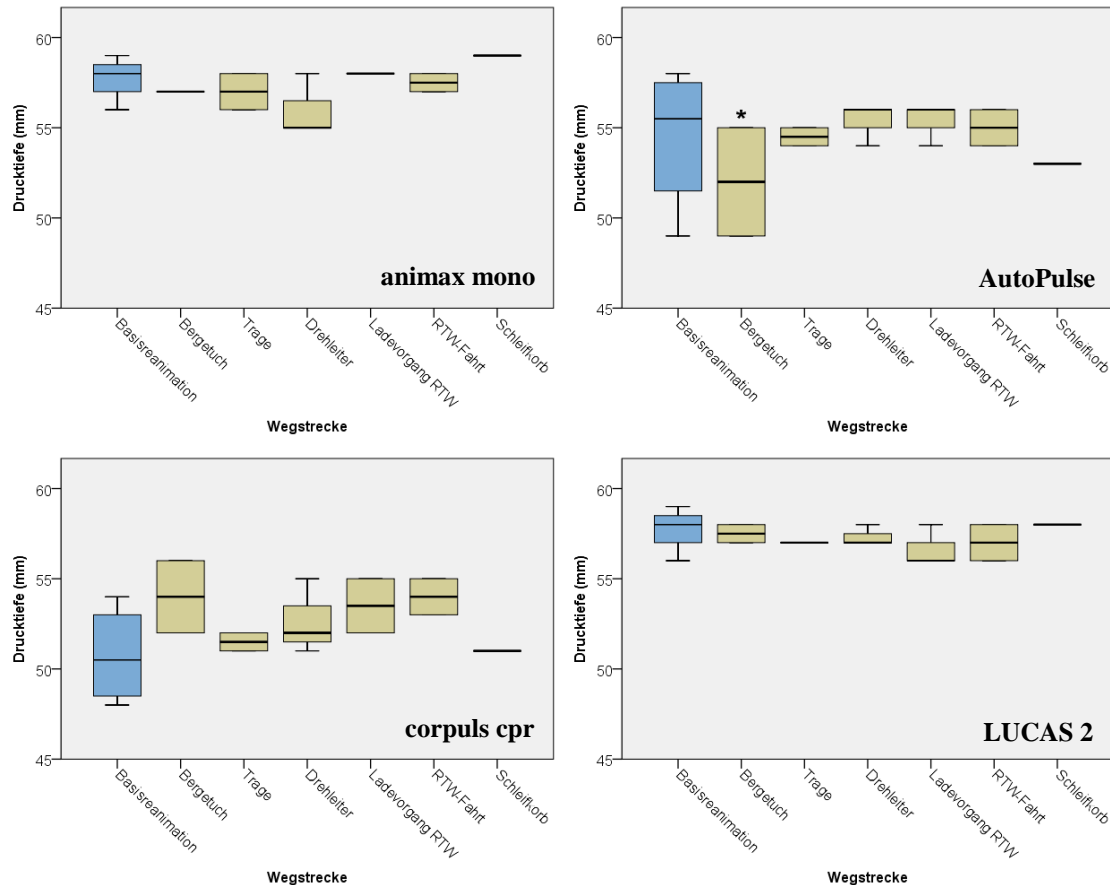 60
55
50
45
Drucktiefe (mm)
animax mono
Basisreanimation
Bergetuch
Trage
Drehleiter
Ladevorgang RTW
RTW-Fahrt
Schleifkorb
Wegstrecke
60
55
50
45
Drucktiefe (mm)
*
AutoPulse
Basisreanimation
Bergetuch
Trage
Drehleiter
Ladevorgang RTW
RTW-Fahrt
Schleifkorb
Wegstrecke
60
55
50
45
Drucktiefe (mm)
corpuls cpr
Basisreanimation
Bergetuch
Trage
Drehleiter
Ladevorgang RTW
RTW-Fahrt
Schleifkorb
Wegstrecke
60
55
50
45
Drucktiefe (mm)
LUCAS 2
Basisreanimation
Bergetuch
Trage
Drehleiter
Ladevorgang RTW
RTW-Fahrt
Schleifkorb
Wegstrecke